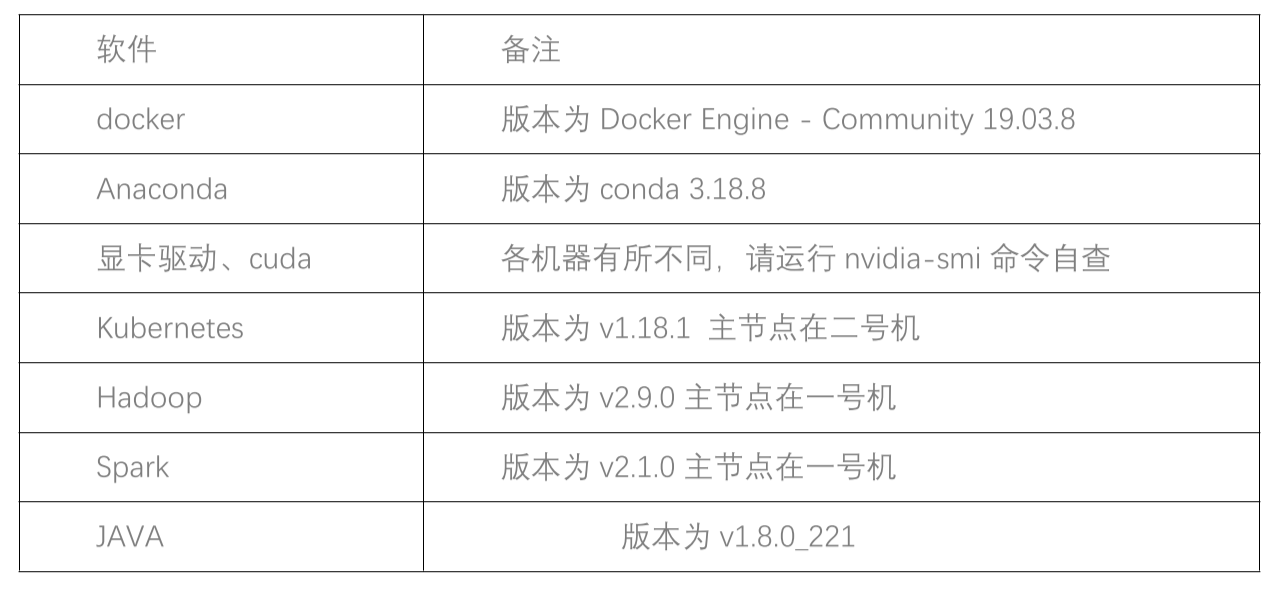 软件 备注
docker 版本为 Docker Engine - Community 19.03.8
Anaconda 版本为 conda 3.18.8
显卡驱动、cuda 各机器有所不同，请运行 nvidia-smi 命令自查
Kubernetes 版本为 v1.18.1 主节点在二号机
Hadoop 版本为 v2.9.0 主节点在一号机
Spark 版本为 v2.1.0 主节点在一号机
JAVA 版本为 v1.8.0_221